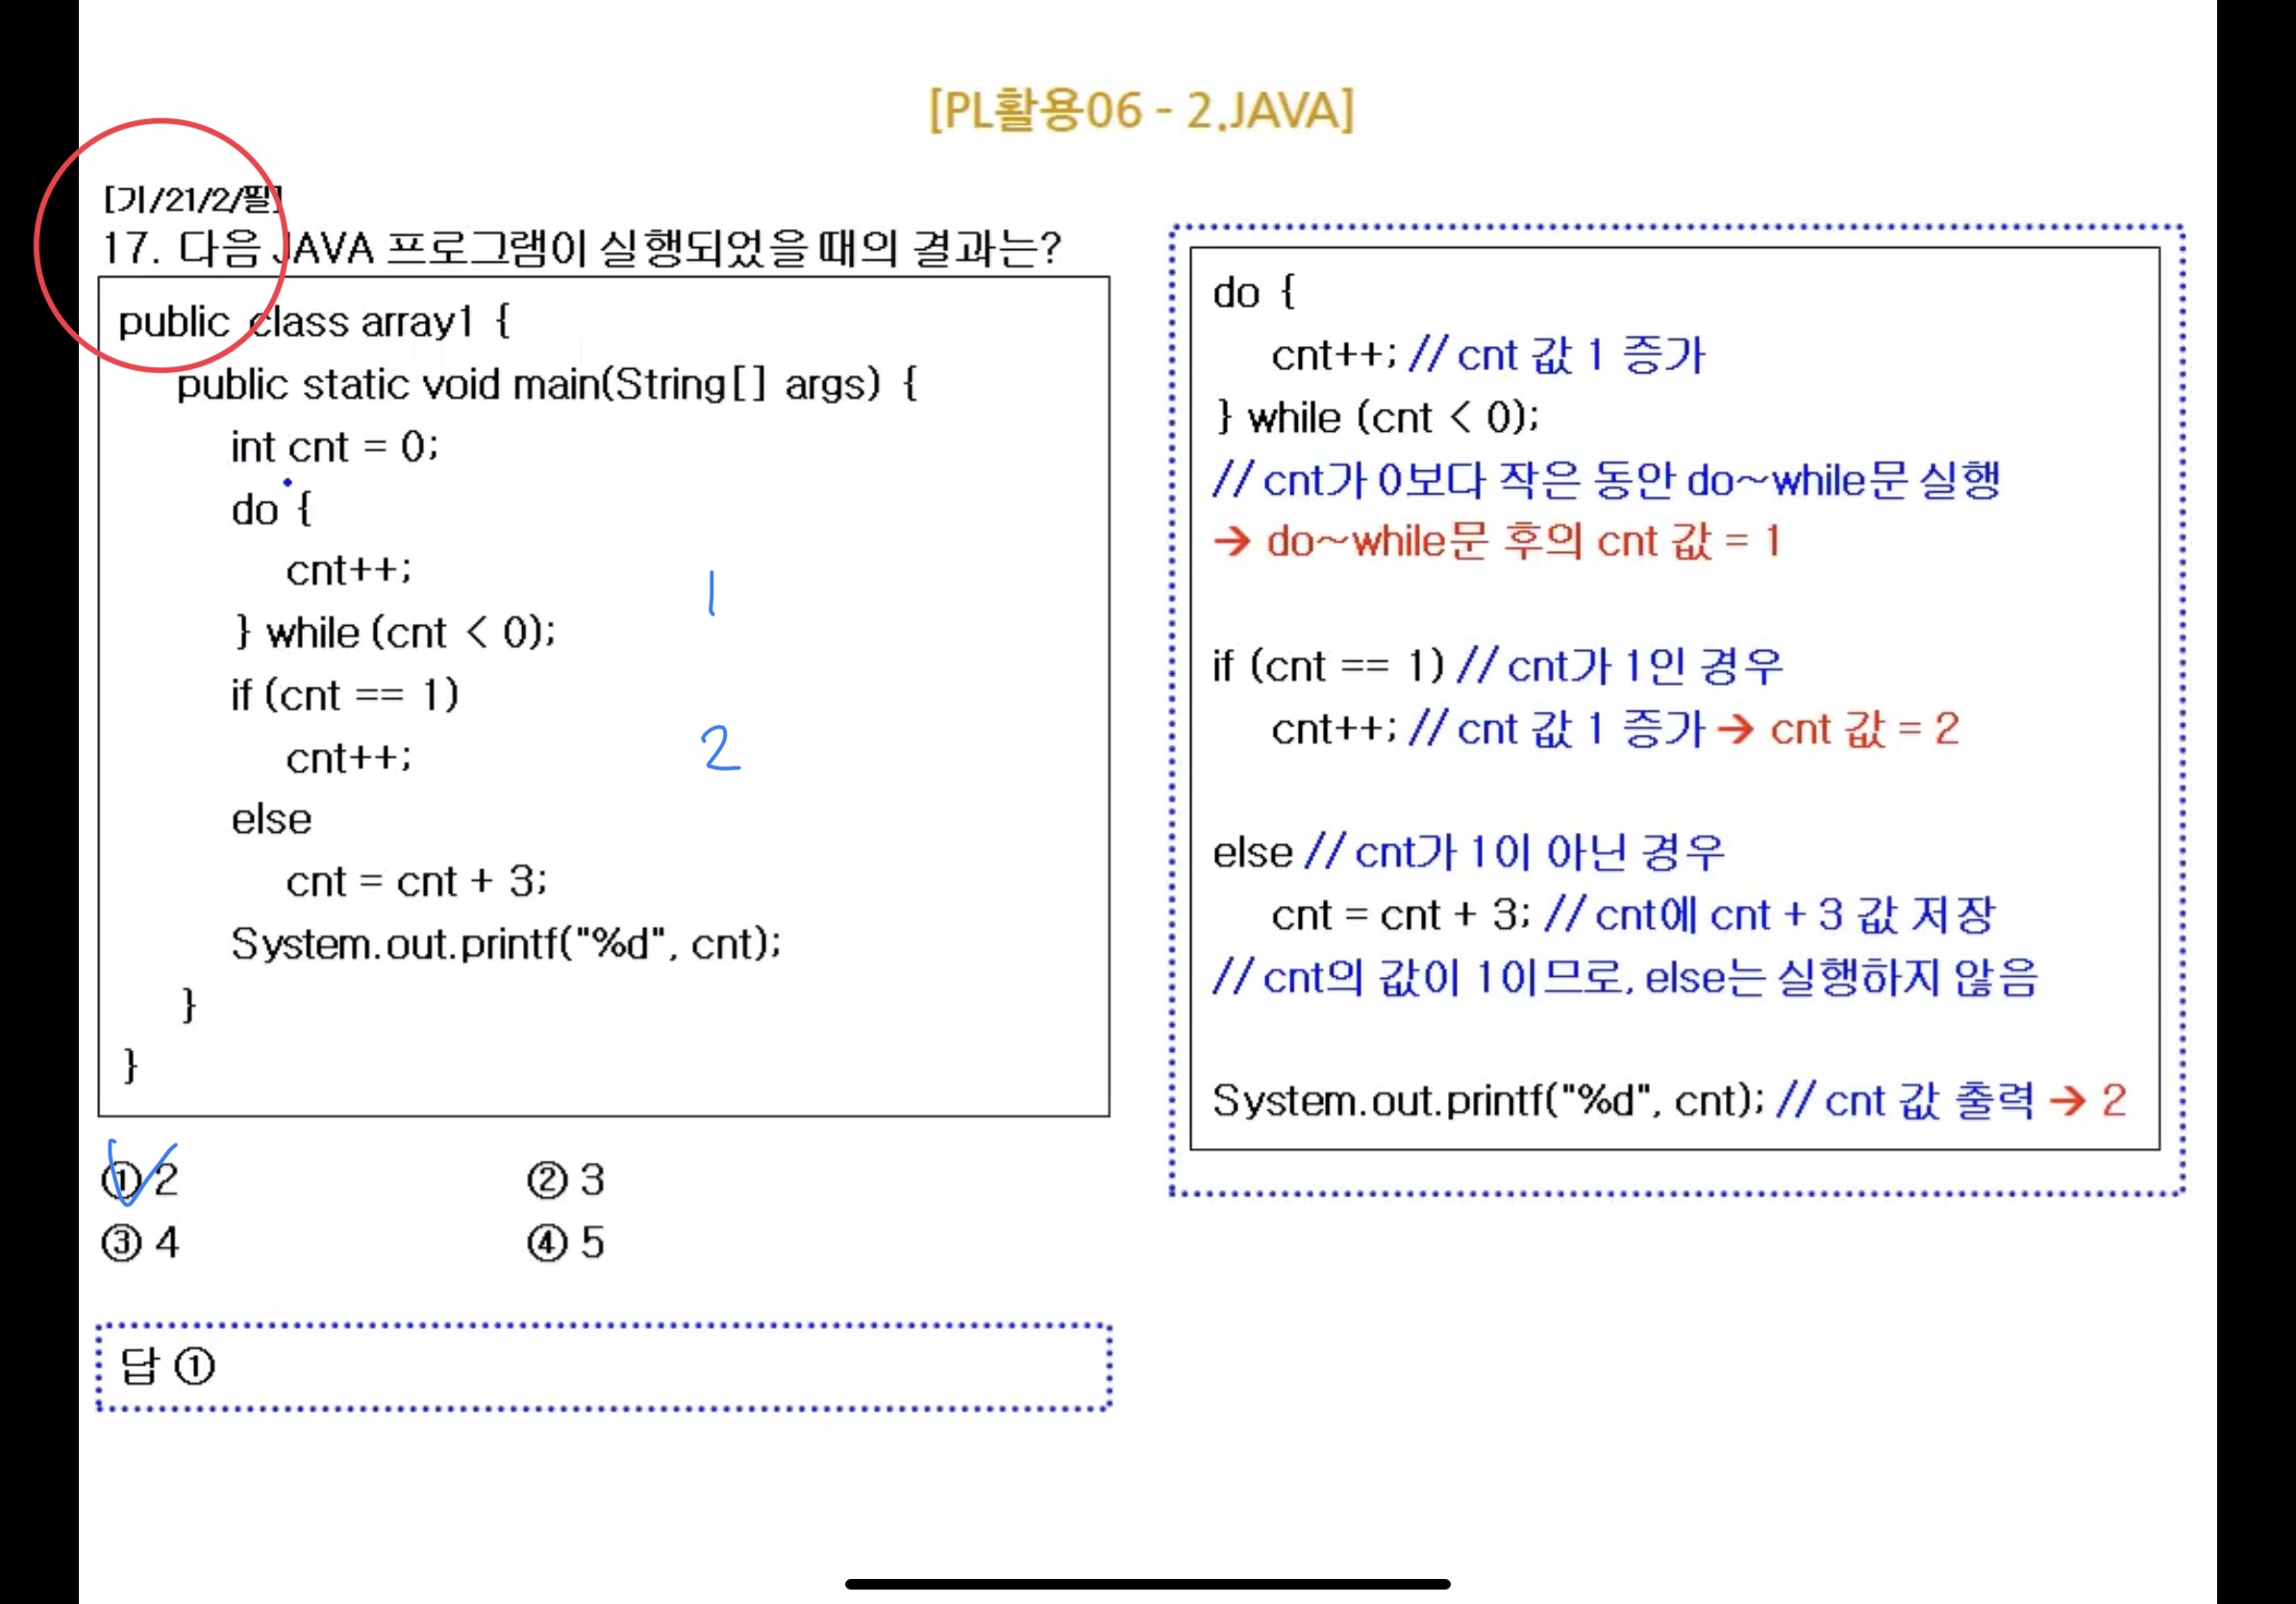 [PL활용06 - 2.JAVA]
[기/21/2/필]
17. 다음 JAVA 프로그램이 실행되었을 때의 결과는?
public class array1 {
public static void main(String[] args) {
int cnt = 0;
do {
cnt++;
} while (cnt < 0);
if (cnt == 1)
cnt++;
else
cnt = cnt + 3;
System.out.printf("%d", cnt);
}
}
1
2
① 2
② 3
③ 4
④ 5
답 ①
do {
cnt++; // cnt 값 1 증가
} while (cnt < 0);
// cnt가 0보다 작은 동안 do~while문 실행
→ do~while문 후의 cnt 값 = 1
if (cnt == 1) // cnt가 1인 경우
cnt++; // cnt 값 1 증가 → cnt 값 = 2
else // cnt가 1이 아닌 경우
cnt = cnt + 3; // cnt에 cnt + 3 값 저장
// cnt의 값이 1이므로, else는 실행하지 않음
System.out.printf("%d", cnt); // cnt 값 출력 → 2